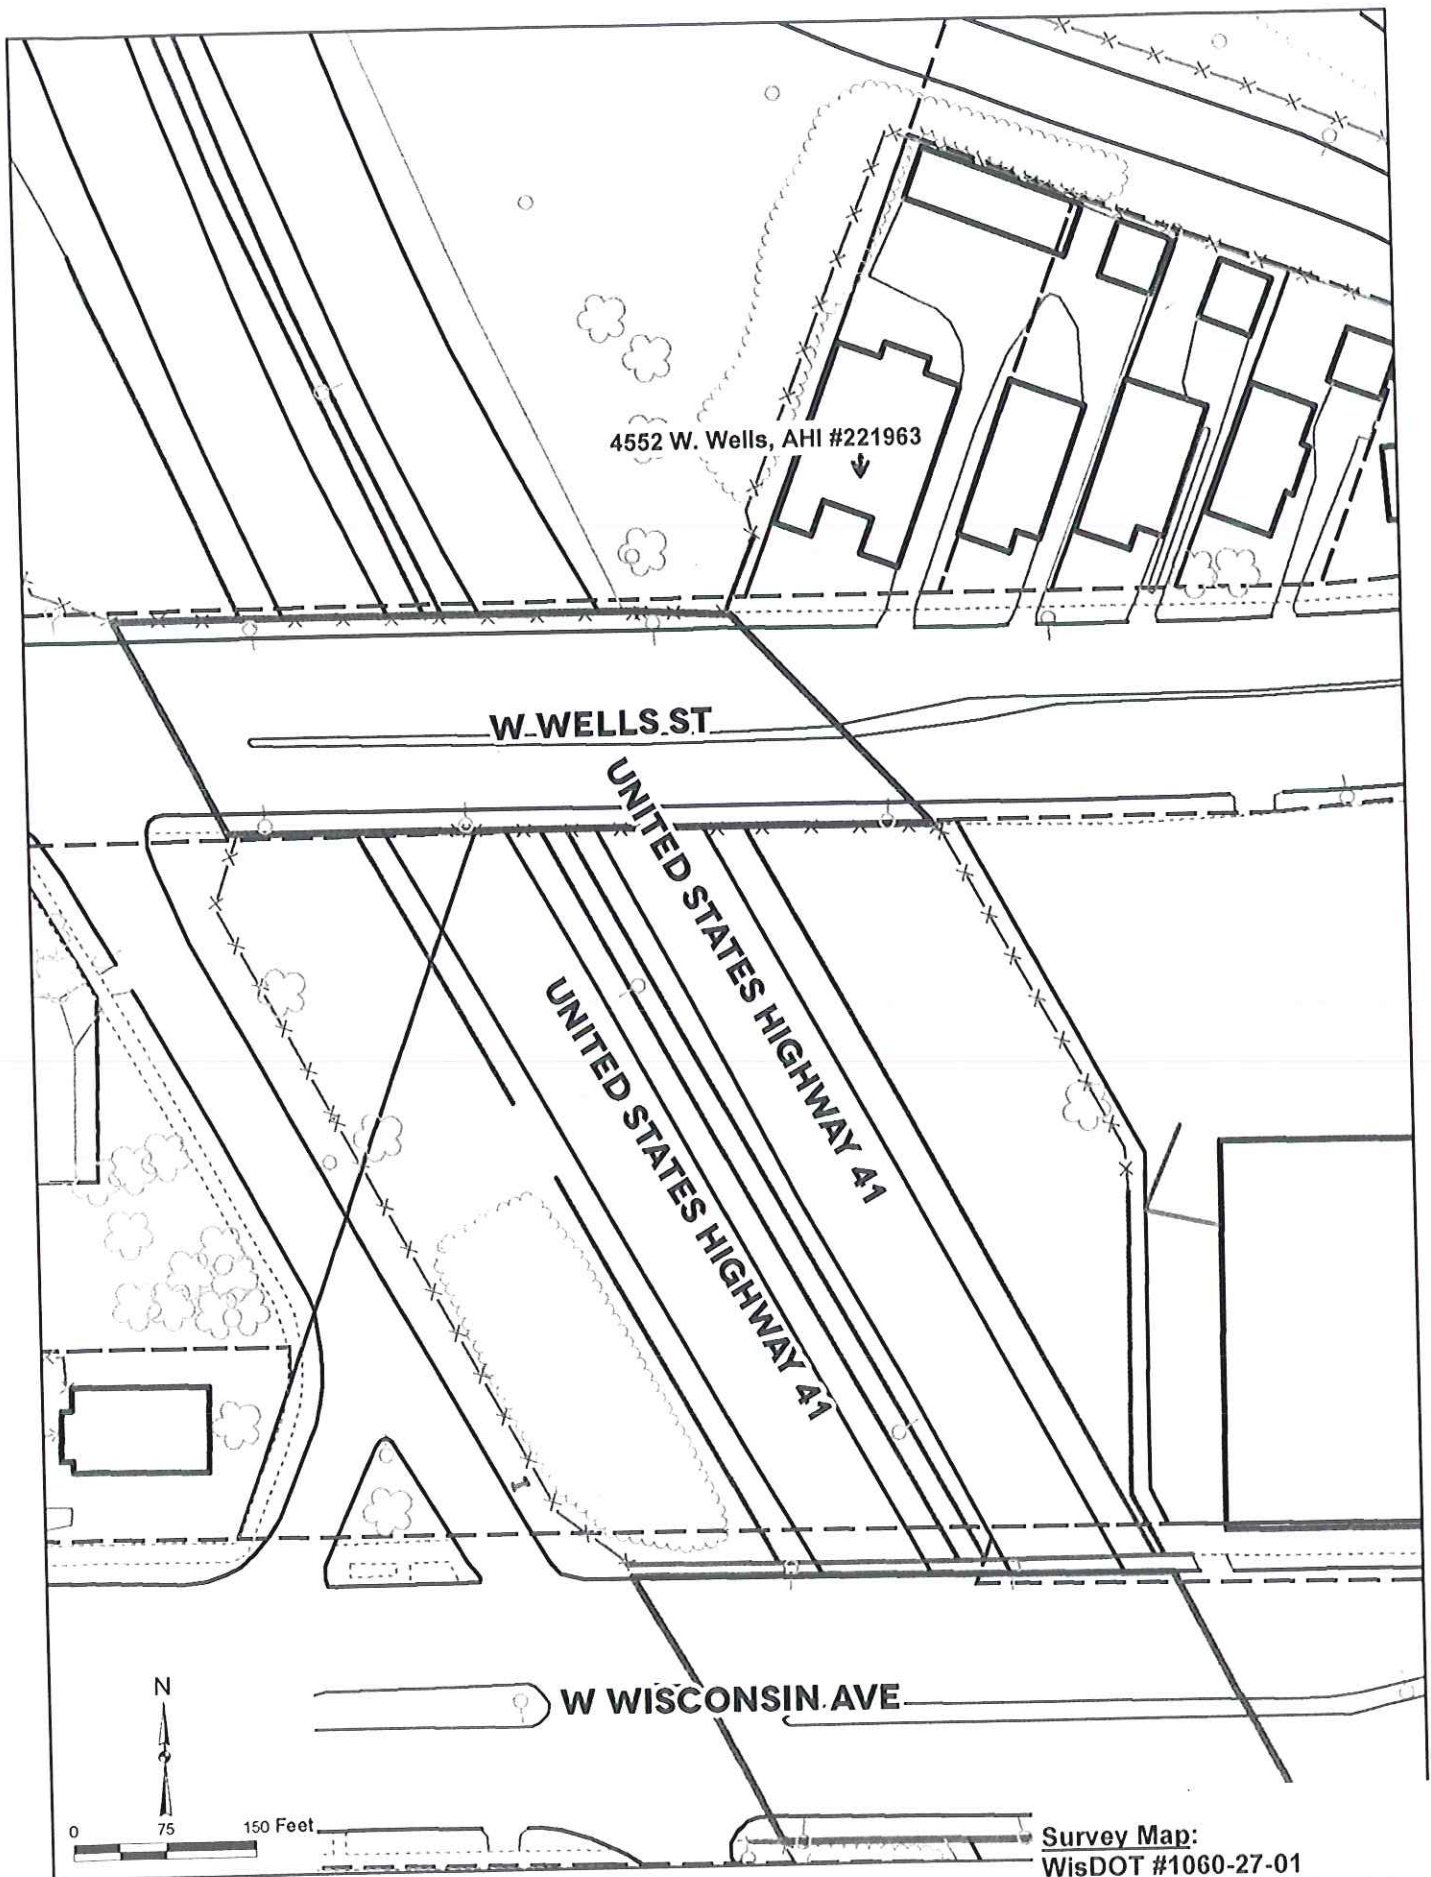 4552 W. Wells, AHI #221963
W WELLS ST
UNITED STATES HIGHWAY 41
UNITED STATES HIGHWAY 41
1
W WISCONSIN AVE
N
0 75 150 Feet
Survey Map:
WisDOT #1060-27-01